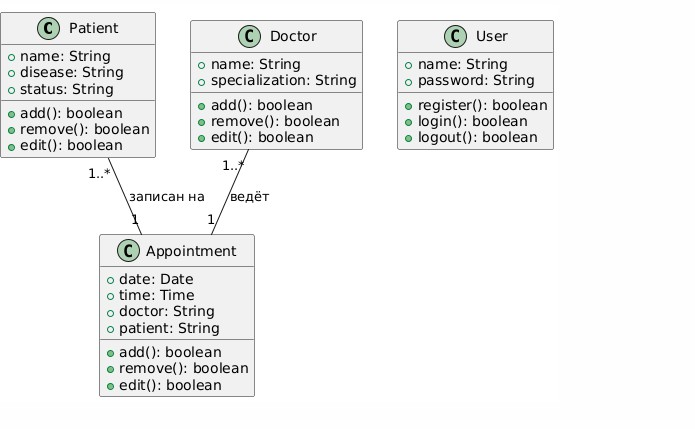 C Patient
name: String
disease: String
status: String
add(): boolean
remove(): boolean
edit(): boolean
C Doctor
name: String
specialization: String
add(): boolean
remove(): boolean
edit(): boolean
C User
name: String
password: String
register(): boolean
login(): boolean
logout(): boolean
1..*
записан на
1
1..*
ведёт
1
C Appointment
date: Date
time: Time
doctor: String
patient: String
add(): boolean
remove(): boolean
edit(): boolean